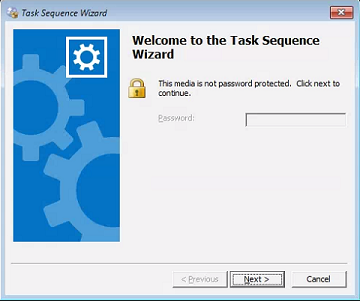 Task Sequence Wizard
Welcome to the Task Sequence
Wizard
This media is not password protected. Click next to
continue.
Password:
< Previous
Next >
Cancel